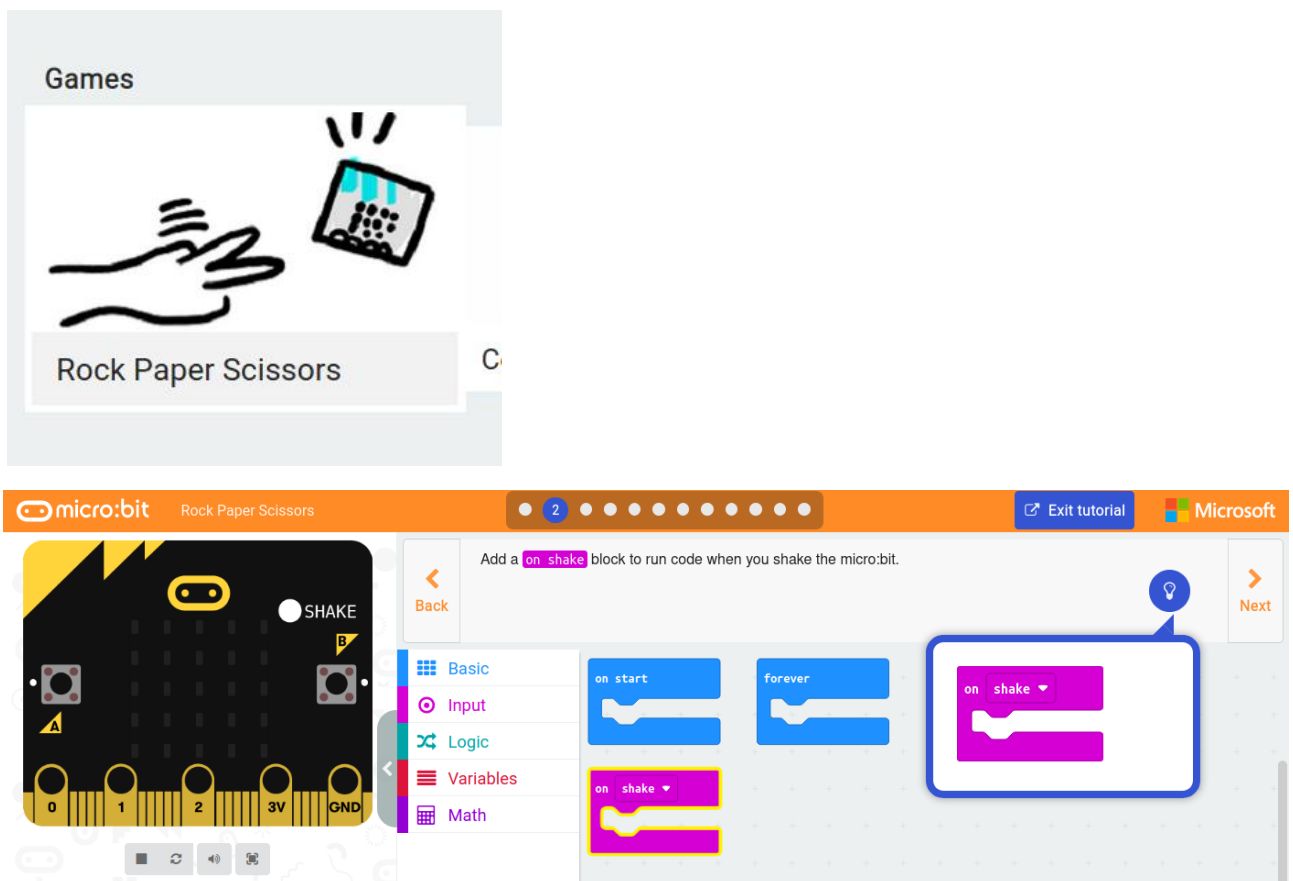 Games
Rock Paper Scissors
micro:bit Rock Paper Scissors 2 Exit tutorial Microsoft
Add a on shake block to run code when you shake the micro:bit.
Back
Next
SHAKE
B
A
0 1 2 3V GND
Basic
Input
Logic
Variables
Math
on start
forever
on shake
on shake